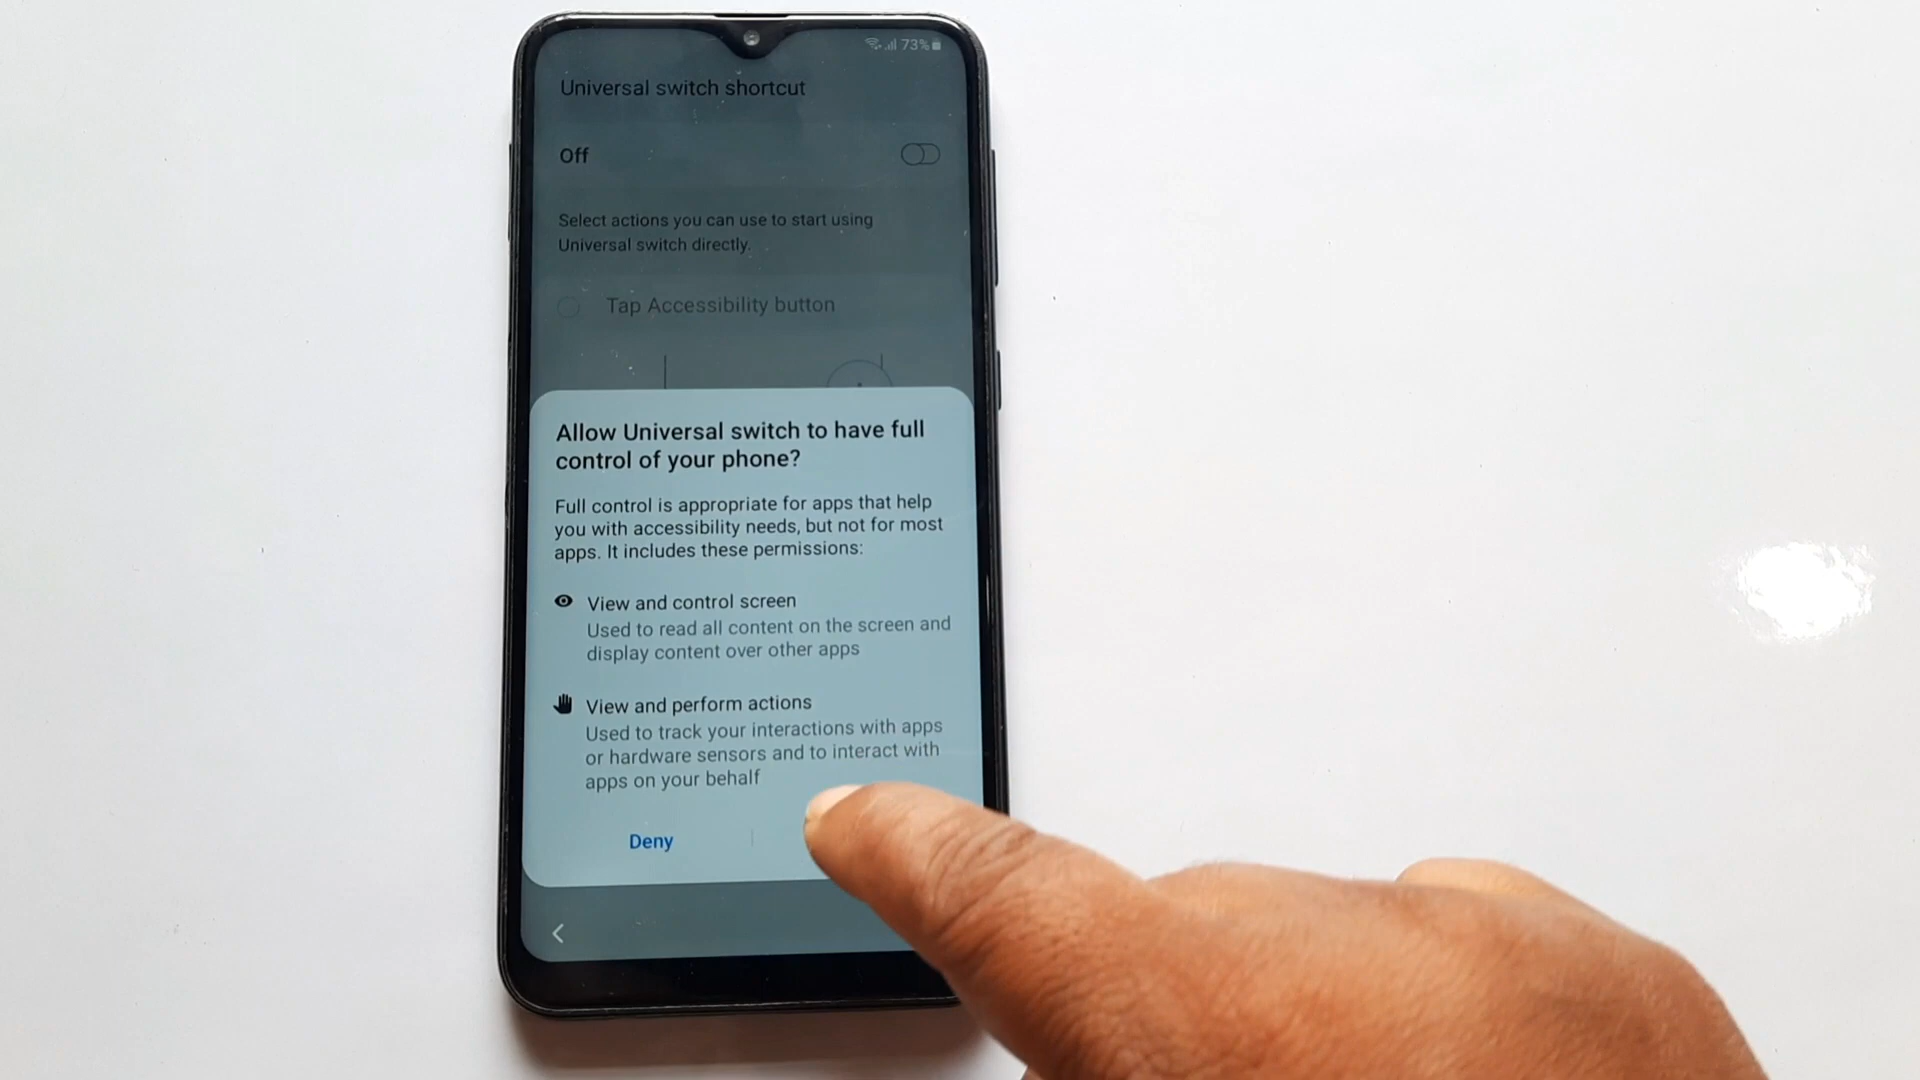 73%
Universal switch shortcut
Off
Select actions you can use to start using
Universal switch directly.
Tap Accessibility button
Allow Universal switch to have full
control of your phone?
Full control is appropriate for apps that help
you with accessibility needs, but not for most
apps. It includes these permissions:
View and control screen
Used to read all content on the screen and
display content over other apps
View and perform actions
Used to track your interactions with apps
or hardware sensors and to interact with
apps on your behalf
Deny